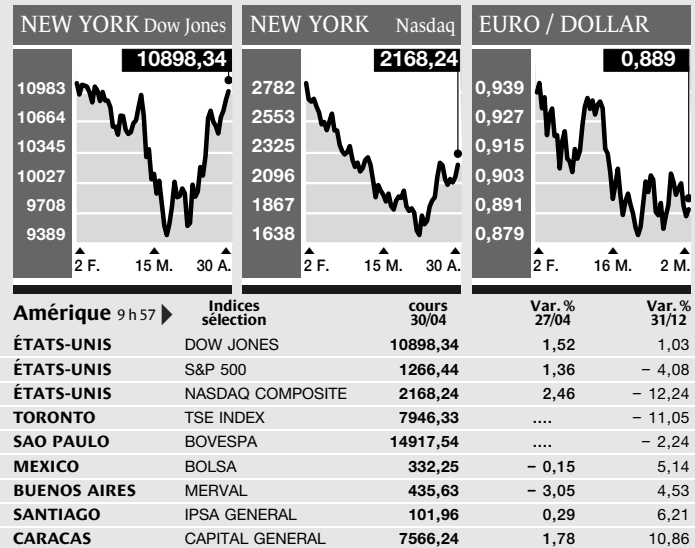 NEW YORK Dow Jones
10898,34
10983
10664
10345
10027
9708
9389
2 F. 15 M. 30 A.
NEW YORK Nasdaq
2168,24
2782
2553
2325
2096
1867
1638
2 F. 15 M. 30 A.
EURO / DOLLAR
0,889
0,939
0,927
0,915
0,903
0,891
0,879
2 F. 16 M. 2 M.
Amérique 9 h 57 Indices sélection cours 30/04 Var. % 27/04 Var. % 31/12
ÉTATS-UNIS DOW JONES 10898,34 1,52 1,03
ÉTATS-UNIS S&P 500 1266,44 1,36 – 4,08
ÉTATS-UNIS NASDAQ COMPOSITE 2168,24 2,46 – 12,24
TORONTO TSE INDEX 7946,33 .... – 11,05
SAO PAULO BOVESPA 14917,54 .... – 2,24
MEXICO BOLSA 332,25 – 0,15 5,14
BUENOS AIRES MERVAL 435,63 – 3,05 4,53
SANTIAGO IPSA GENERAL 101,96 0,29 6,21
CARACAS CAPITAL GENERAL 7566,24 1,78 10,86